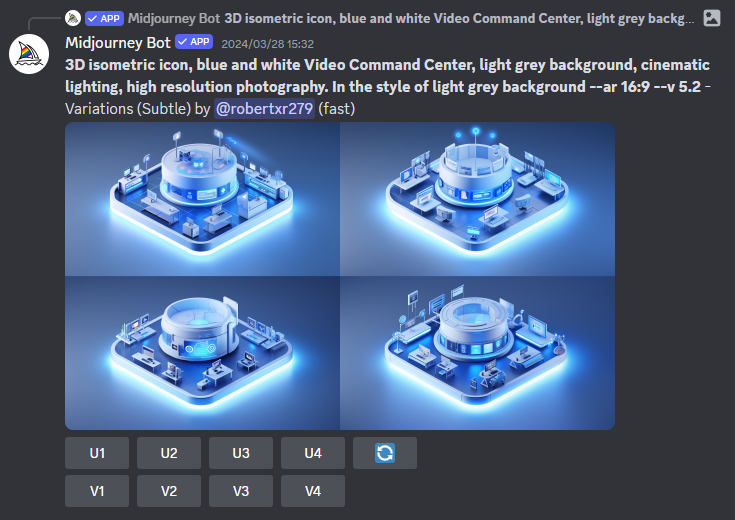 APP Midjourney Bot 3D isometric icon, blue and white Video Command Center, light grey backg...
Midjourney Bot APP 2024/03/28 15:32
3D isometric icon, blue and white Video Command Center, light grey background, cinematic
lighting, high resolution photography. In the style of light grey background --ar 16:9 --v 5.2 -
Variations (Subtle) by @robertxr279 (fast)
U1 U2 U3 U4
V1 V2 V3 V4